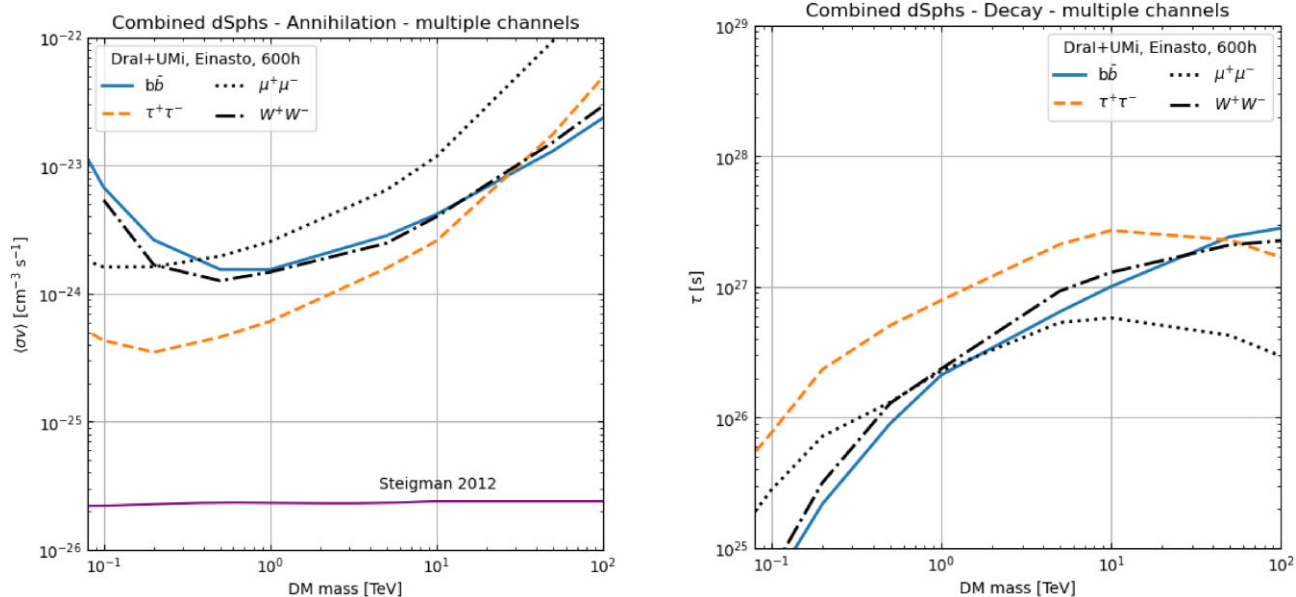 Combined dSphs - Annihilation - multiple channels
10⁻²²
10⁻²³
10⁻²⁴
10⁻²⁵
10⁻²⁶
⟨σv⟩ [cm⁻³ s⁻¹]
DraI+UMi, Einasto, 600h
bb̄
μ⁺μ⁻
τ⁺τ⁻
W⁺W⁻
Steigman 2012
10⁻¹
10⁰
10¹
10²
DM mass [TeV]
Combined dSphs - Decay - multiple channels
10²⁹
10²⁸
10²⁷
10²⁶
10²⁵
τ [s]
DraI+UMi, Einasto, 600h
bb̄
μ⁺μ⁻
τ⁺τ⁻
W⁺W⁻
10⁻¹
10⁰
10¹
10²
DM mass [TeV]